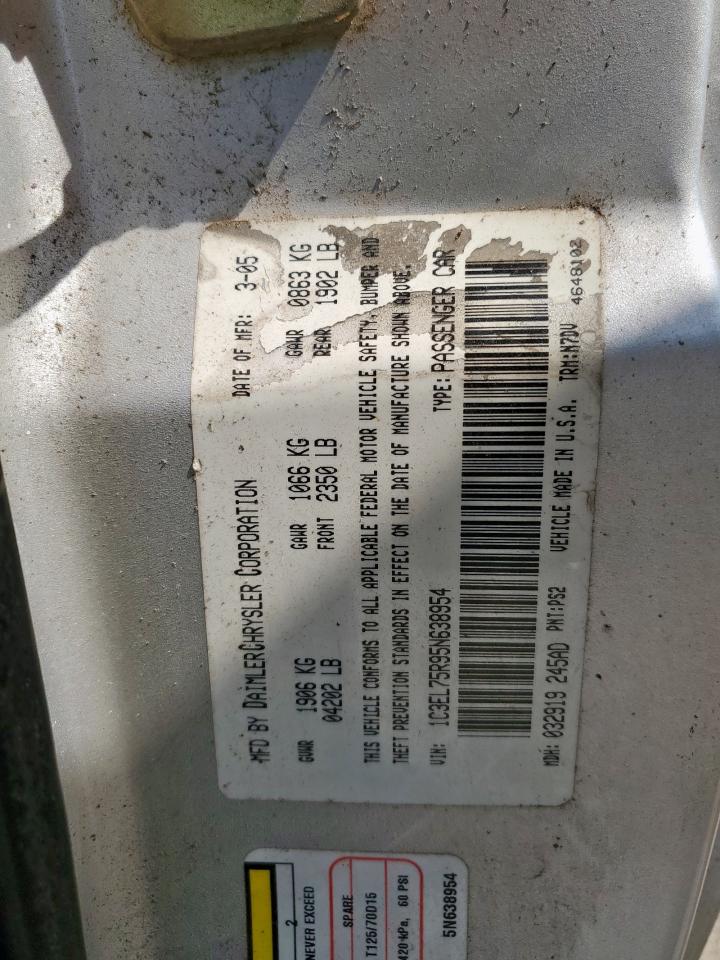 MFD BY DAIMLERCHRYSLER CORPORATION DATE OF MFR: 3-05
GVWR 1906 KG GAWR 1066 KG GAWR 0863 KG
04202 LB FRONT 2350 LB REAR 1902 LB
THIS VEHICLE CONFORMS TO ALL APPLICABLE FEDERAL MOTOR VEHICLE SAFETY, BUMPER AND
THEFT PREVENTION STANDARDS IN EFFECT ON THE DATE OF MANUFACTURE SHOWN ABOVE.
VIN: 1C3EL75R95N638954 TYPE: PASSENGER CAR
MDH: 032919 245AD PNT:PS2 VEHICLE MADE IN U.S.A. TRM:N7DV 4648102
2
NEVER EXCEED
SPARE
T125/70D15
420 kPa, 60 PSI
5N638954